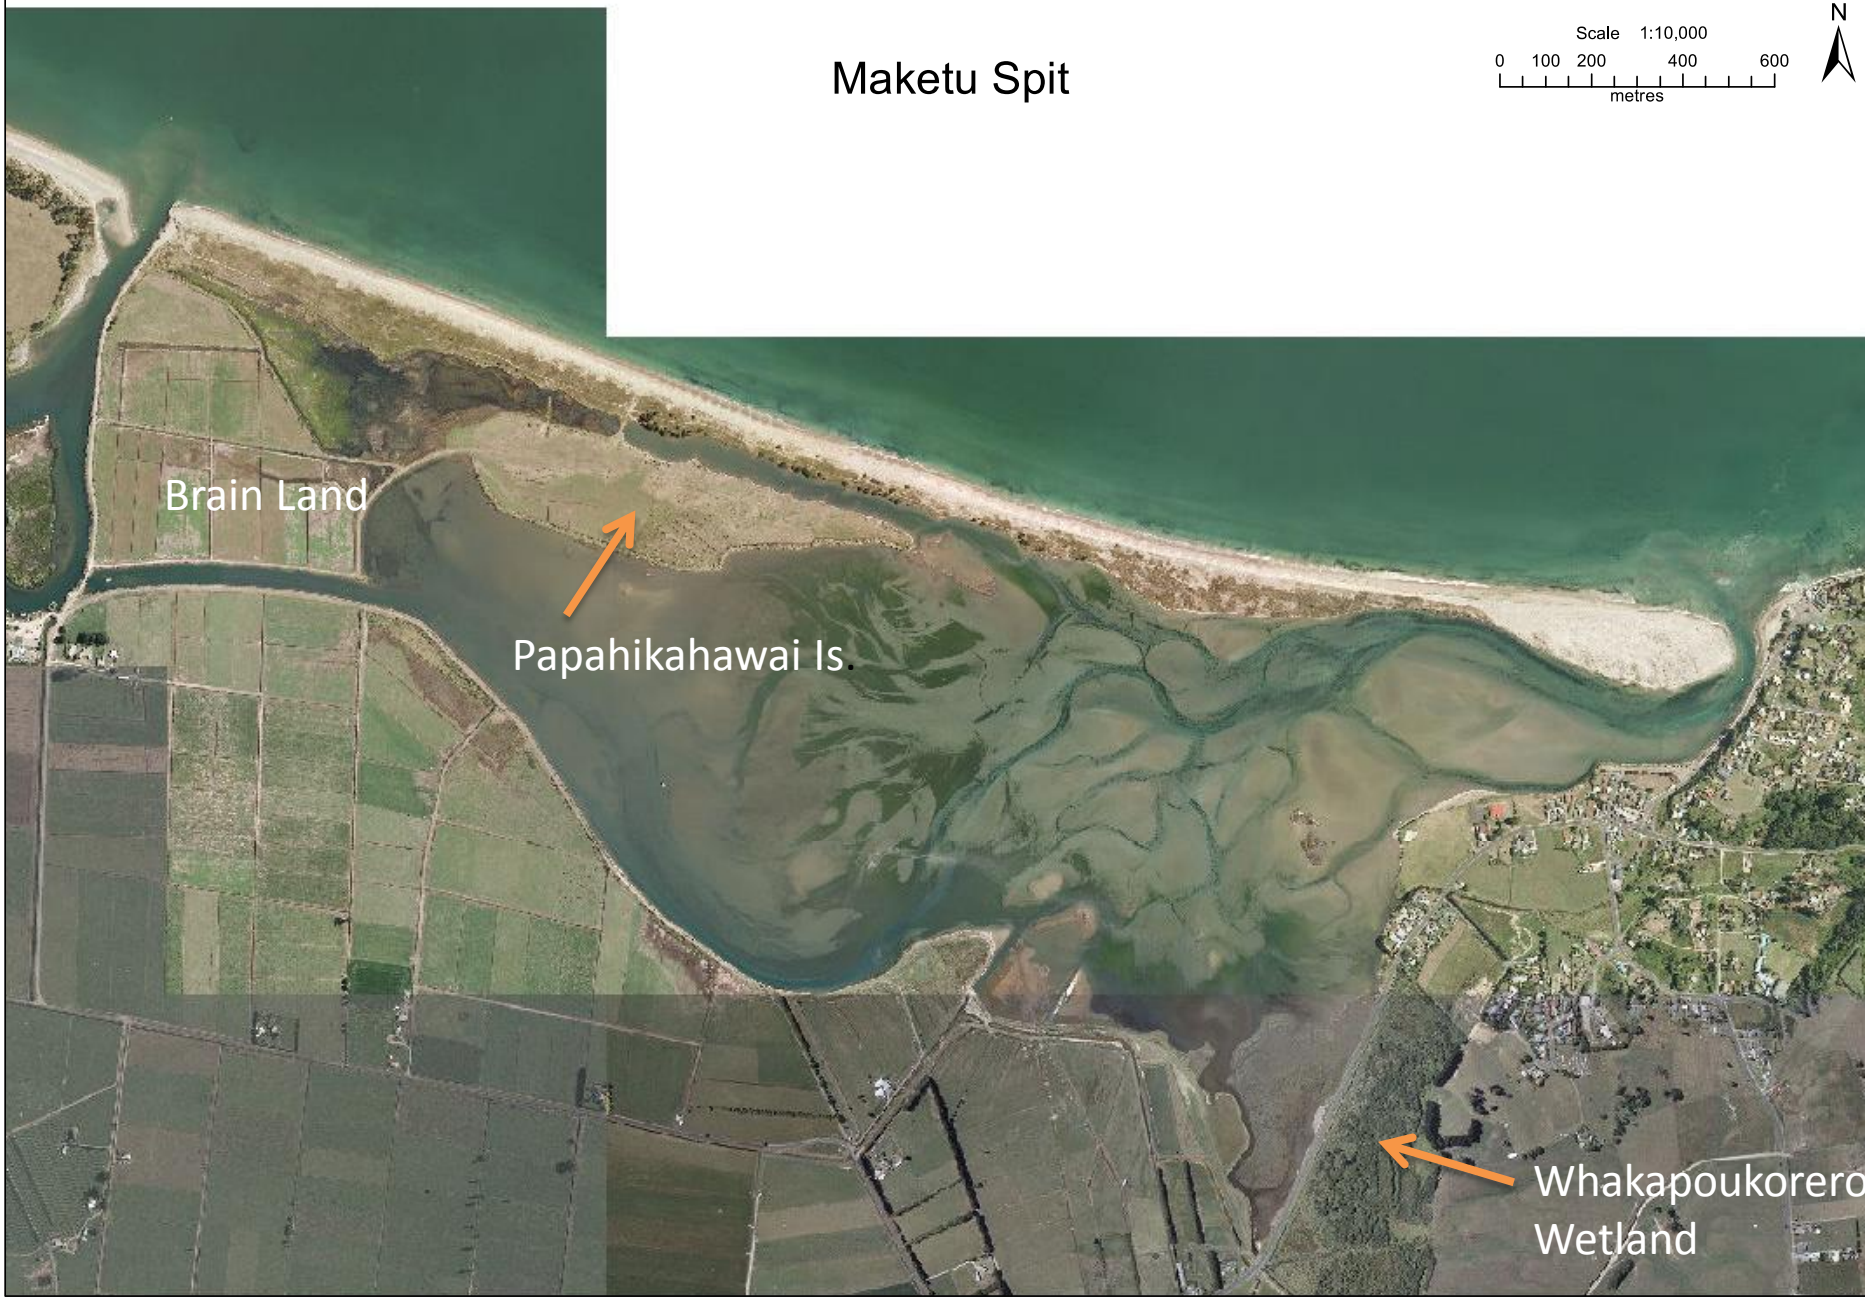 Maketu Spit
Scale 1:10,000
0 100 200 400 600
metres
N
Brain Land
Papahikahawai Is.
Whakapoukorero
Wetland